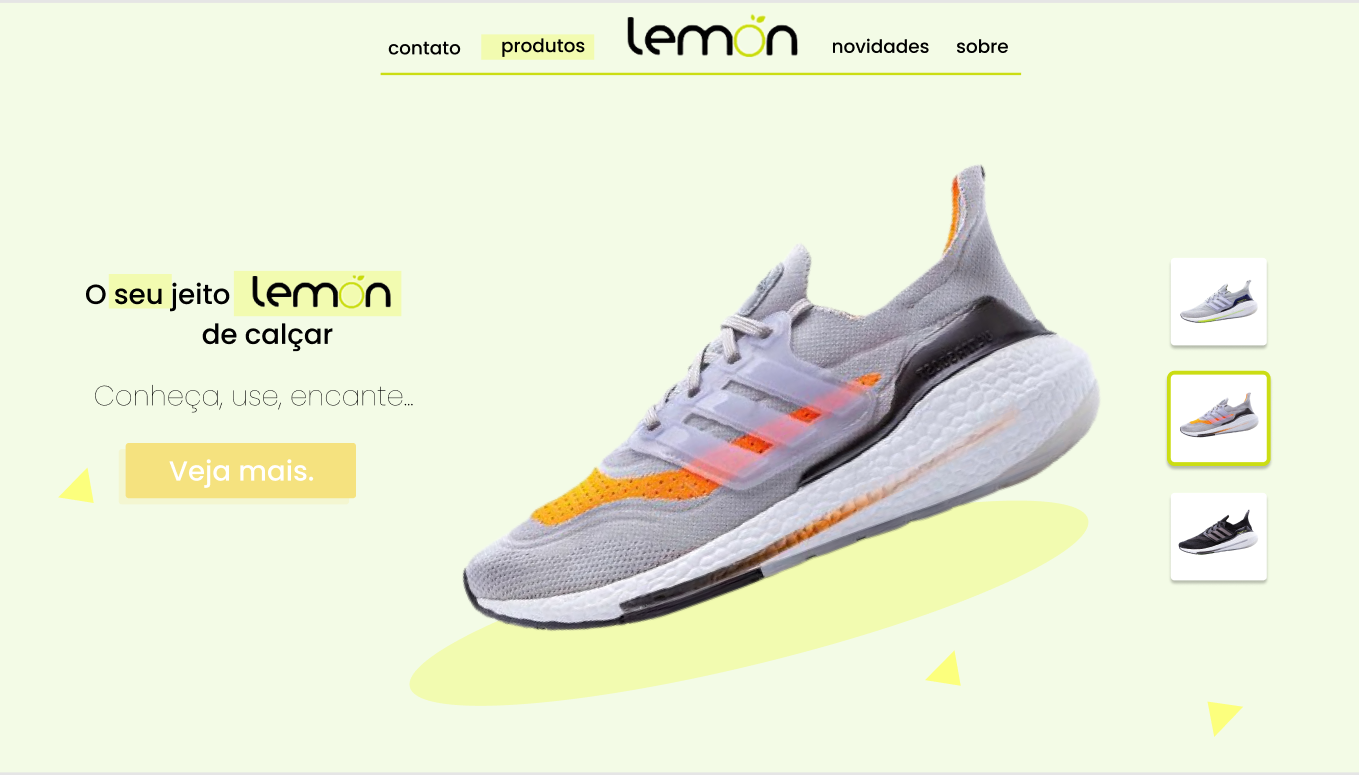 contato produtos lemon novidades sobre
O seu jeito lemon
de calçar
Conheça, use, encante...
Veja mais.